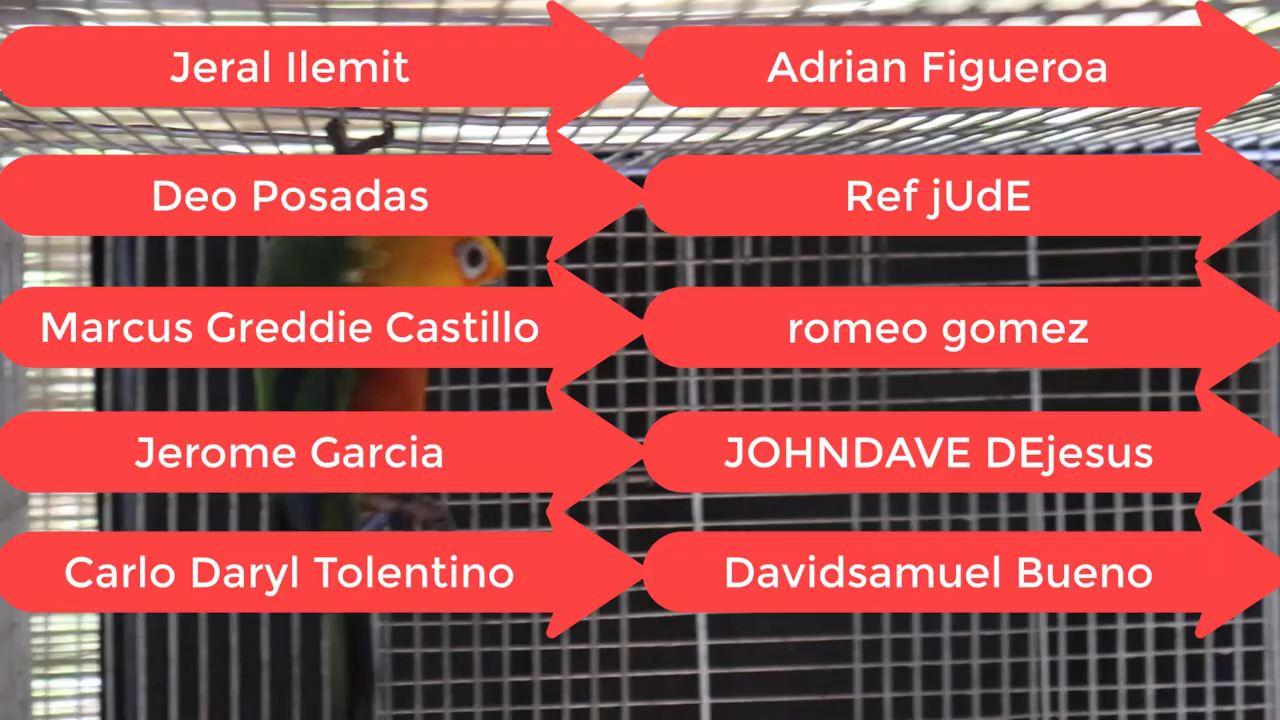 Jeral Ilemit
Adrian Figueroa
Deo Posadas
Ref jUdE
Marcus Greddie Castillo
romeo gomez
Jerome Garcia
JOHNDAVE DEjesus
Carlo Daryl Tolentino
Davidsamuel Bueno